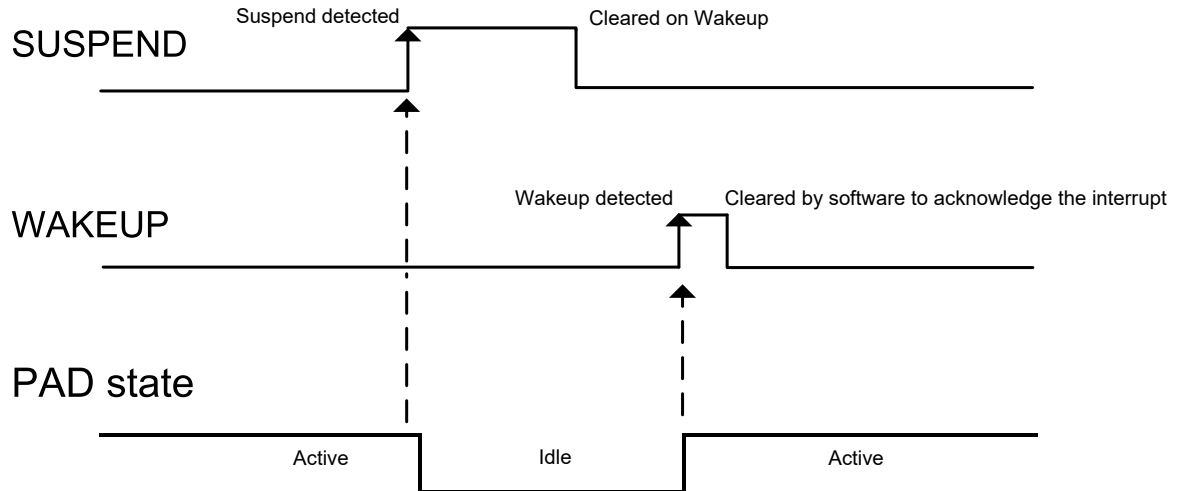 Suspend detected
Cleared on Wakeup
SUSPEND
Wakeup detected
Cleared by software to acknowledge the interrupt
WAKEUP
PAD state
Active
Idle
Active